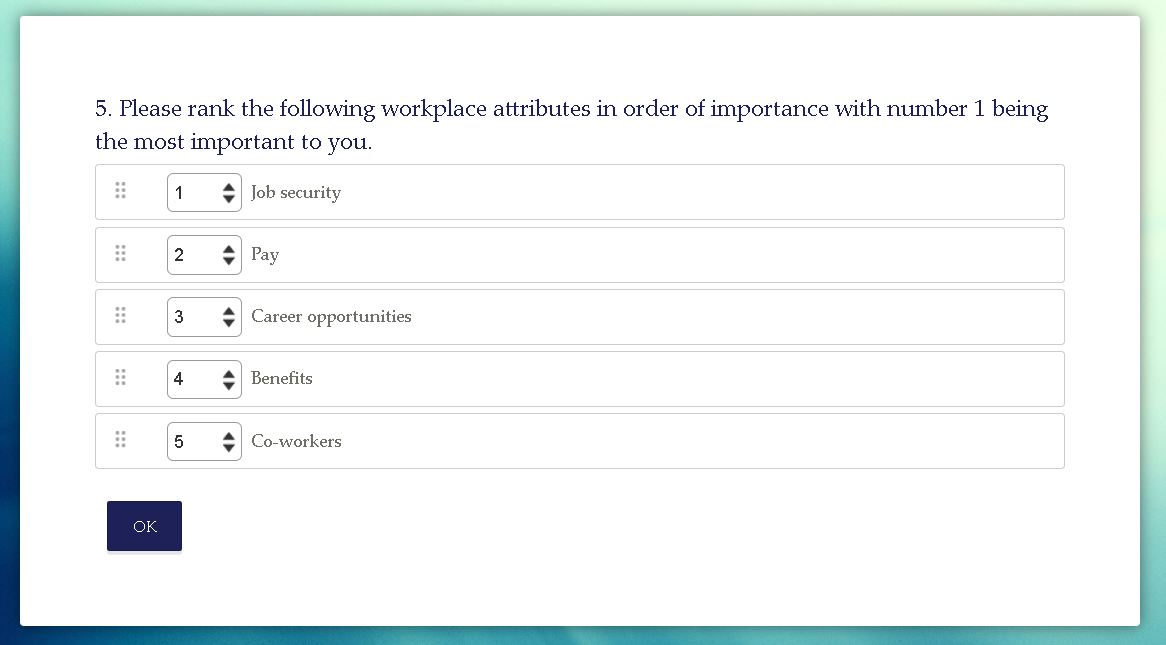 5. Please rank the following workplace attributes in order of importance with number 1 being
the most important to you.
1 Job security
2 Pay
3 Career opportunities
4 Benefits
5 Co-workers
OK